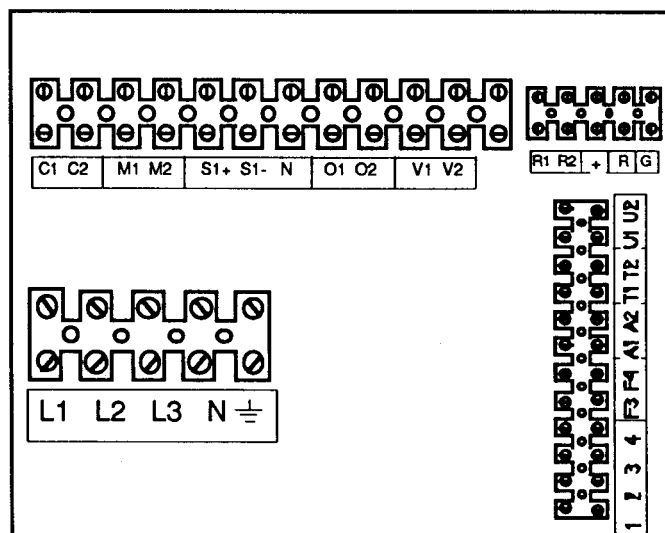 C1 C2 M1 M2 S1+ S1- N O1 O2 V1 V2
R1 R2 + R G
U1 U2
T1 T2
A1 A2
F3 F4
1 2 3 4
L1 L2 L3 N ⏚